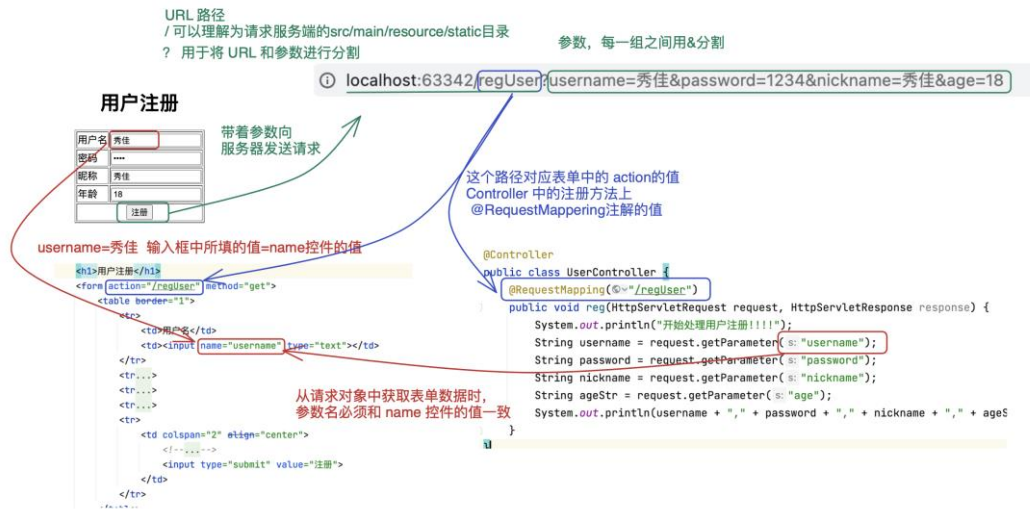 URL 路径
/ 可以理解为请求服务端的src/main/resource/static目录
？ 用于将 URL 和参数进行分割
参数，每一组之间用&分割
localhost:63342/regUser?username=秀佳&password=1234&nickname=秀佳&age=18
用户注册
用户名 秀佳
密码 ••••
昵称 秀佳
年龄 18
注册
带着参数向
服务器发送请求
这个路径对应表单中的 action的值
Controller 中的注册方法上
@RequestMappering注解的值
username=秀佳 输入框中所填的值=name控件的值
<h1>用户注册</h1>
<form action="/regUser" method="get">
<table border="1">
<tr>
<td>用户名</td>
<td><input name="username" type="text"></td>
</tr>
<tr...>
<tr...>
<tr...>
<tr>
<td colspan="2" align="center">
<!--...-->
<input type="submit" value="注册">
</td>
</tr>
从请求对象中获取表单数据时，
参数名必须和 name 控件的值一致
@Controller
public class UserController {
@RequestMapping("/regUser")
public void reg(HttpServletRequest request, HttpServletResponse response) {
System.out.println("开始处理用户注册!!!!");
String username = request.getParameter( s: "username");
String password = request.getParameter( s: "password");
String nickname = request.getParameter( s: "nickname");
String ageStr = request.getParameter( s: "age");
System.out.println(username + "," + password + "," + nickname + "," + ageS
}
}